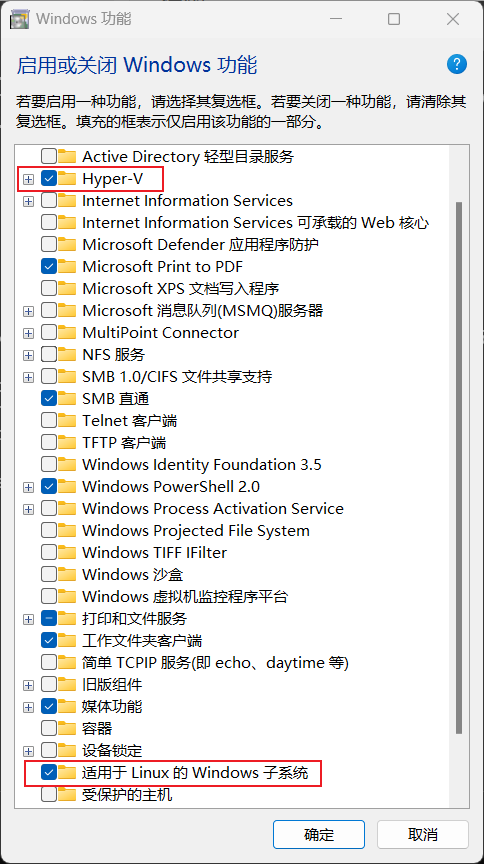 Windows 功能
启用或关闭 Windows 功能
若要启用一种功能，请选择其复选框。若要关闭一种功能，请清除其
复选框。填充的框表示仅启用该功能的一部分。
Active Directory 轻型目录服务
Hyper-V
Internet Information Services
Internet Information Services 可承载的 Web 核心
Microsoft Defender 应用程序防护
Microsoft Print to PDF
Microsoft XPS 文档写入程序
Microsoft 消息队列(MSMQ)服务器
MultiPoint Connector
NFS 服务
SMB 1.0/CIFS 文件共享支持
SMB 直通
Telnet 客户端
TFTP 客户端
Windows Identity Foundation 3.5
Windows PowerShell 2.0
Windows Process Activation Service
Windows Projected File System
Windows TIFF IFilter
Windows 沙盒
Windows 虚拟机监控程序平台
打印和文件服务
工作文件夹客户端
简单 TCPIP 服务(即 echo、daytime 等)
旧版组件
媒体功能
容器
设备锁定
适用于 Linux 的 Windows 子系统
受保护的主机
确定
取消